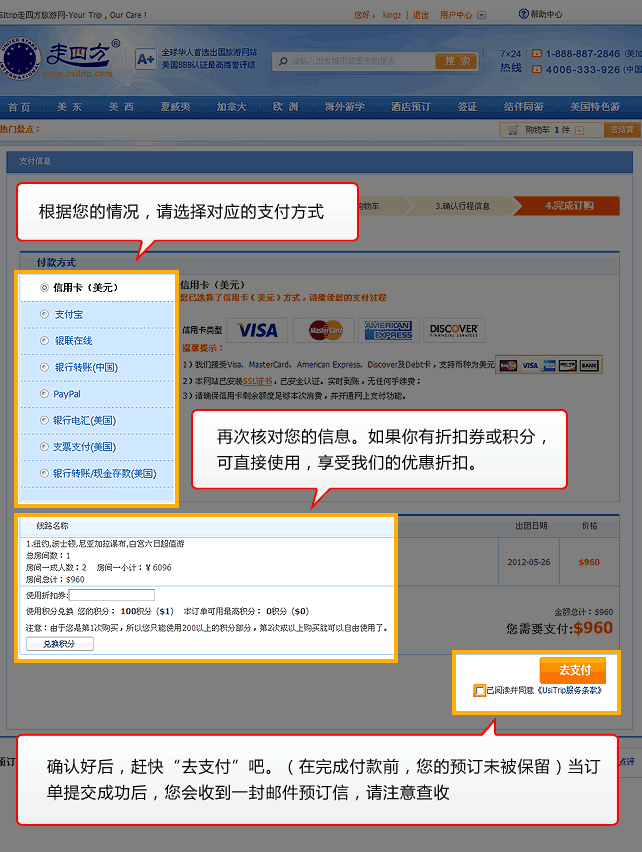 USItrip走四方旅游网-Your Trip, Our Care !
您好， kingz | 退出 用户中心
帮助中心
INTERNATIONAL
走四方®
www.usitrip.com
A+
全球华人首选出国旅游网站
美国BBB认证最高商誉评级
请输入出发城市或想去的景点
搜 索
7×24
热线
1-888-887-2846
4006-333-926 (中国
首 页 美 东 美 西 夏威夷 加拿大 欧 洲 海外游学 酒店预订 签证 结伴同游 美国特色游
热门景点：
购物车 1 件
去结算
支付信息
购物车
3.确认行程信息
4.完成订购
根据您的情况，请选择对应的支付方式
付款方式
信用卡（美元）
支付宝
银联在线
银行转账(中国)
PayPal
银行电汇(美国)
支票支付(美国)
银行转账/现金存款(美国)
信用卡（美元）
您已选择了信用卡（美元）方式，请继续您的支付过程
信用卡类型
VISA
MasterCard
AMERICAN EXPRESS
DISCOVER
温馨提示：
1）我们接受Visa、MasterCard、American Express、Discover及Debt卡，支持币种为美元
VISA
BANK
2）本网站已安装SSL证书，已安全认证。实时到账，无任何手续费；
3）请确保信用卡剩余额度足够本次消费，并开通网上支付功能。
再次核对您的信息。如果你有折扣券或积分，
可直接使用，享受我们的优惠折扣。
线路名称
出团日期
价格
1.纽约,波士顿,尼亚加拉瀑布,白宫六日超值游
总房间数：1
房间一成人数：2 房间一小计：¥ 6096
房间总计：$960
2012-05-26
$960
使用折扣券:
使用积分兑换 您的积分： 100积分（$1） 本订单可用最高积分： 0积分（$0）
注意：由于您是第1次购买，所以您只能使用200以上的积分部分，第2次或以上购买就可以自由使用了。
兑换积分
金额总计：$960
您需要支付:$960
去支付
已阅读并同意《UsiTrip服务条款》
预订
点评
确认好后，赶快“去支付”吧。（在完成付款前，您的预订未被保留）当订
单提交成功后，您会收到一封邮件预订信，请注意查收